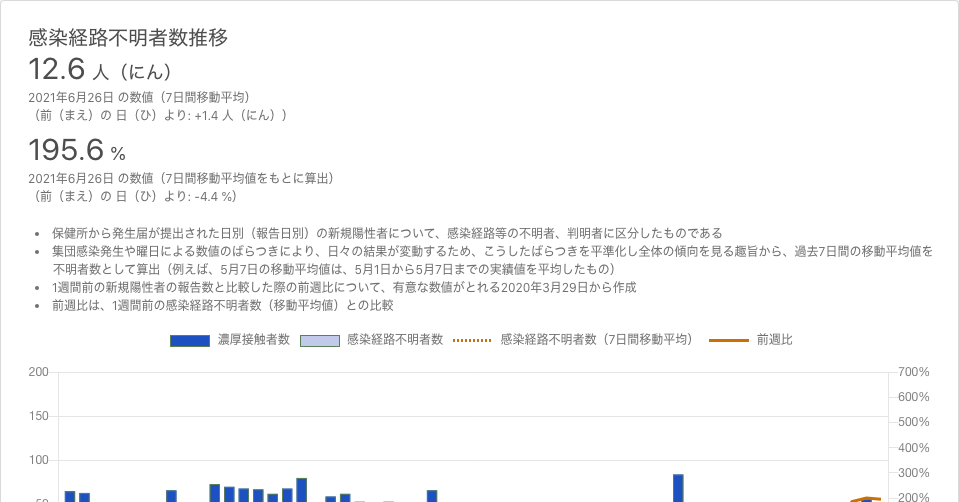 感染経路不明者数推移
12.6 人（にん）
2021年6月26日 の数値（7日間移動平均）
（前（まえ）の 日（ひ）より: +1.4 人（にん））
195.6 %
2021年6月26日 の数値（7日間移動平均値をもとに算出）
（前（まえ）の 日（ひ）より: -4.4 %）
• 保健所から発生届が提出された日別（報告日別）の新規陽性者について、感染経路等の不明者、判明者に区分したものである
• 集団感染発生や曜日による数値のばらつきにより、日々の結果が変動するため、こうしたばらつきを平準化し全体の傾向を見る趣旨から、過去7日間の移動平均値を
不明者数として算出（例えば、5月7日の移動平均値は、5月1日から5月7日までの実績値を平均したもの）
• 1週間前の新規陽性者の報告数と比較した際の前週比について、有意な数値がとれる2020年3月29日から作成
• 前週比は、1週間前の感染経路不明者数（移動平均値）との比較
濃厚接触者数 感染経路不明者数 感染経路不明者数（7日間移動平均） 前週比
200 700%
600%
150 500%
400%
100 300%
50 200%